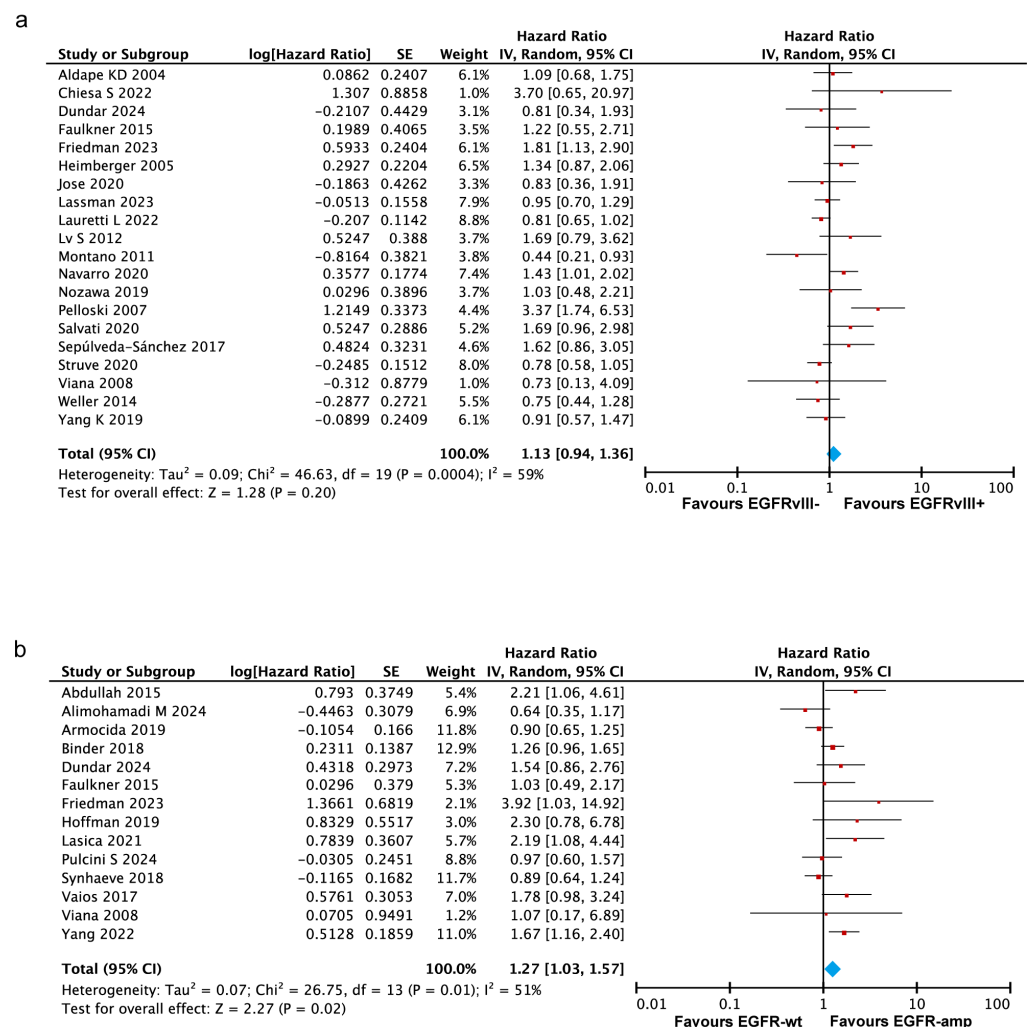 a
Hazard Ratio Hazard Ratio
Study or Subgroup log[Hazard Ratio] SE Weight IV, Random, 95% CI IV, Random, 95% CI
Aldape KD 2004 0.0862 0.2407 6.1% 1.09 [0.68, 1.75]
Chiesa S 2022 1.307 0.8858 1.0% 3.70 [0.65, 20.97]
Dundar 2024 −0.2107 0.4429 3.1% 0.81 [0.34, 1.93]
Faulkner 2015 0.1989 0.4065 3.5% 1.22 [0.55, 2.71]
Friedman 2023 0.5933 0.2404 6.1% 1.81 [1.13, 2.90]
Heimberger 2005 0.2927 0.2204 6.5% 1.34 [0.87, 2.06]
Jose 2020 −0.1863 0.4262 3.3% 0.83 [0.36, 1.91]
Lassman 2023 −0.0513 0.1558 7.9% 0.95 [0.70, 1.29]
Lauretti L 2022 −0.207 0.1142 8.8% 0.81 [0.65, 1.02]
Lv S 2012 0.5247 0.388 3.7% 1.69 [0.79, 3.62]
Montano 2011 −0.8164 0.3821 3.8% 0.44 [0.21, 0.93]
Navarro 2020 0.3577 0.1774 7.4% 1.43 [1.01, 2.02]
Nozawa 2019 0.0296 0.3896 3.7% 1.03 [0.48, 2.21]
Pelloski 2007 1.2149 0.3373 4.4% 3.37 [1.74, 6.53]
Salvati 2020 0.5247 0.2886 5.2% 1.69 [0.96, 2.98]
Sepúlveda-Sánchez 2017 0.4824 0.3231 4.6% 1.62 [0.86, 3.05]
Struve 2020 −0.2485 0.1512 8.0% 0.78 [0.58, 1.05]
Viana 2008 −0.312 0.8779 1.0% 0.73 [0.13, 4.09]
Weller 2014 −0.2877 0.2721 5.5% 0.75 [0.44, 1.28]
Yang K 2019 −0.0899 0.2409 6.1% 0.91 [0.57, 1.47]
Total (95% CI) 100.0% 1.13 [0.94, 1.36]
Heterogeneity: Tau² = 0.09; Chi² = 46.63, df = 19 (P = 0.0004); I² = 59%
Test for overall effect: Z = 1.28 (P = 0.20)
0.01 0.1 1 10 100
Favours EGFRvIII- Favours EGFRvIII+
b
Hazard Ratio Hazard Ratio
Study or Subgroup log[Hazard Ratio] SE Weight IV, Random, 95% CI IV, Random, 95% CI
Abdullah 2015 0.793 0.3749 5.4% 2.21 [1.06, 4.61]
Alimohamadi M 2024 −0.4463 0.3079 6.9% 0.64 [0.35, 1.17]
Armocida 2019 −0.1054 0.166 11.8% 0.90 [0.65, 1.25]
Binder 2018 0.2311 0.1387 12.9% 1.26 [0.96, 1.65]
Dundar 2024 0.4318 0.2973 7.2% 1.54 [0.86, 2.76]
Faulkner 2015 0.0296 0.379 5.3% 1.03 [0.49, 2.17]
Friedman 2023 1.3661 0.6819 2.1% 3.92 [1.03, 14.92]
Hoffman 2019 0.8329 0.5517 3.0% 2.30 [0.78, 6.78]
Lasica 2021 0.7839 0.3607 5.7% 2.19 [1.08, 4.44]
Pulcini S 2024 −0.0305 0.2451 8.8% 0.97 [0.60, 1.57]
Synhaeve 2018 −0.1165 0.1682 11.7% 0.89 [0.64, 1.24]
Vaios 2017 0.5761 0.3053 7.0% 1.78 [0.98, 3.24]
Viana 2008 0.0705 0.9491 1.2% 1.07 [0.17, 6.89]
Yang 2022 0.5128 0.1859 11.0% 1.67 [1.16, 2.40]
Total (95% CI) 100.0% 1.27 [1.03, 1.57]
Heterogeneity: Tau² = 0.07; Chi² = 26.75, df = 13 (P = 0.01); I² = 51%
Test for overall effect: Z = 2.27 (P = 0.02)
0.01 0.1 1 10 100
Favours EGFR-wt Favours EGFR-amp